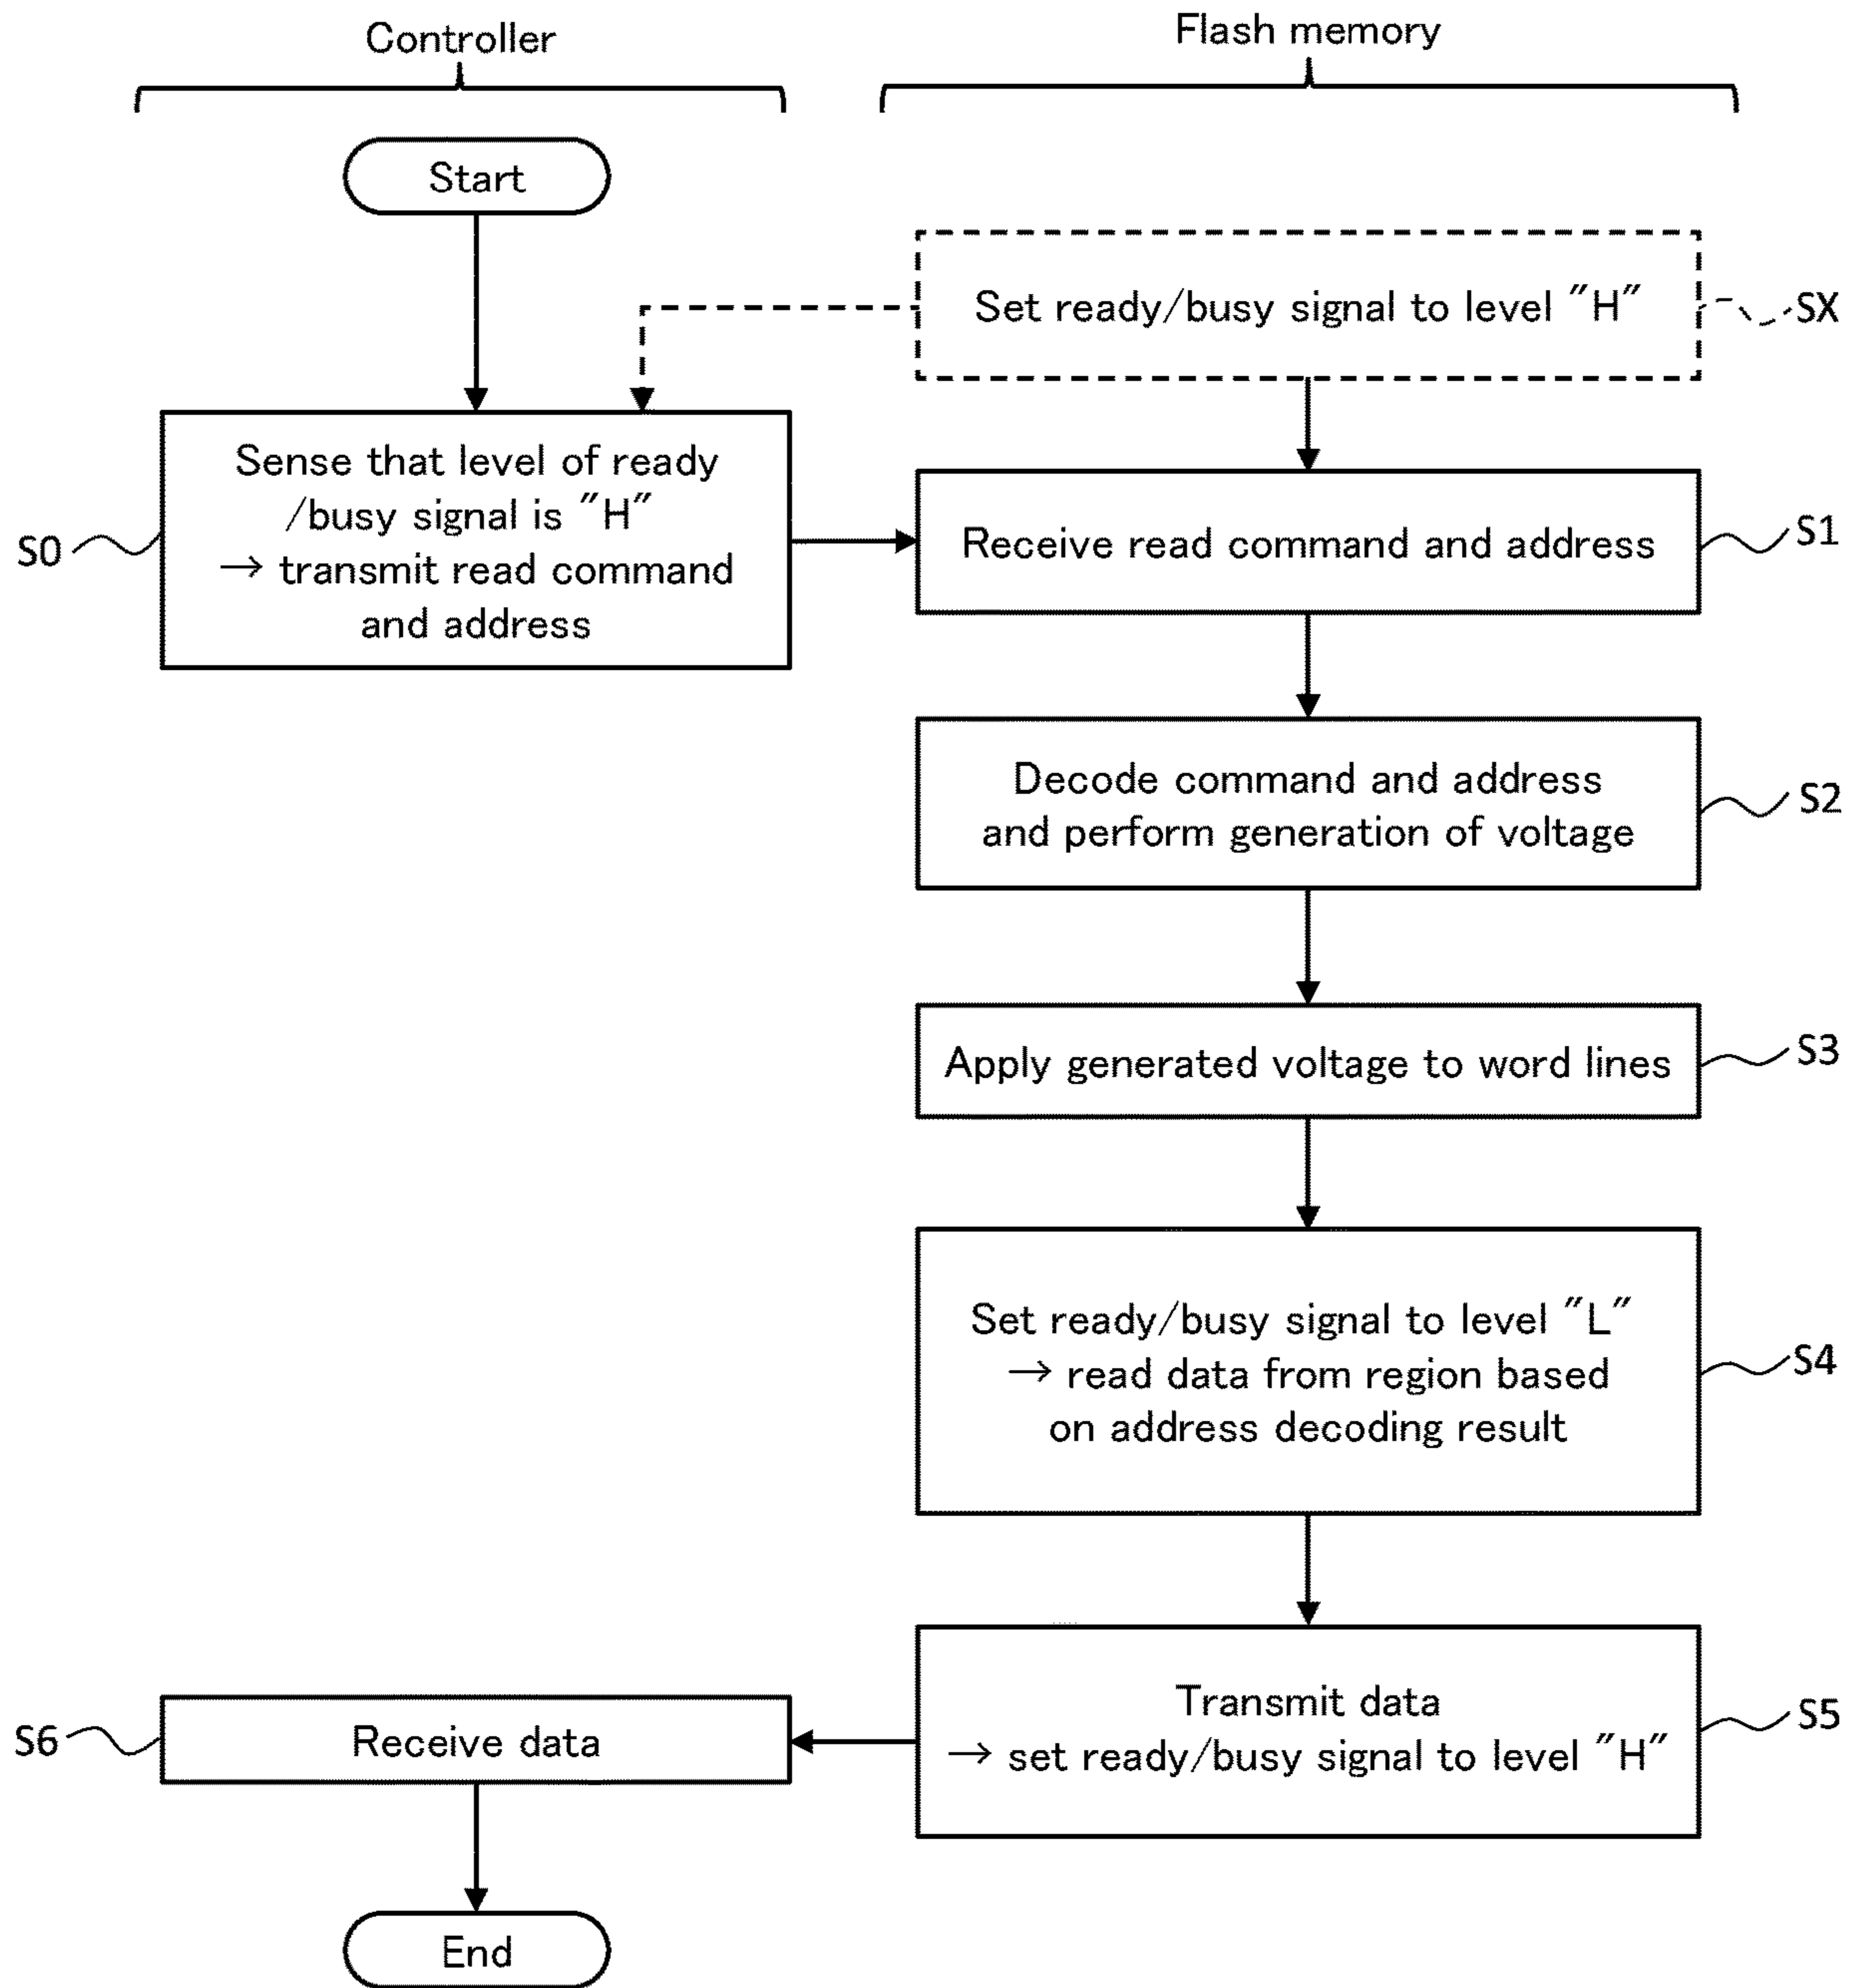 Controller
Flash memory
Start
Set ready/busy signal to level "H"
SX
Sense that level of ready
/busy signal is "H"
→ transmit read command
and address
S0
Receive read command and address
S1
Decode command and address
and perform generation of voltage
S2
Apply generated voltage to word lines
S3
Set ready/busy signal to level "L"
→ read data from region based
on address decoding result
S4
Transmit data
→ set ready/busy signal to level "H"
S5
S6
Receive data
End